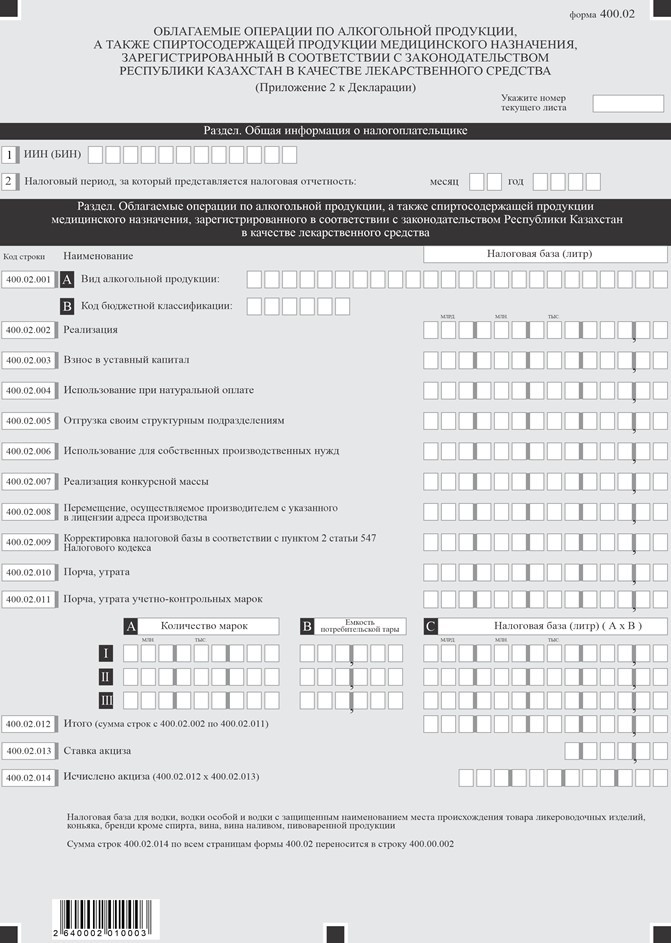 форма 400.02
ОБЛАГАЕМЫЕ ОПЕРАЦИИ ПО АЛКОГОЛЬНОЙ ПРОДУКЦИИ,
А ТАКЖЕ СПИРТОСОДЕРЖАЩЕЙ ПРОДУКЦИИ МЕДИЦИНСКОГО НАЗНАЧЕНИЯ,
ЗАРЕГИСТРИРОВАННЫЙ В СООТВЕТСТВИИ С ЗАКОНОДАТЕЛЬСТВОМ
РЕСПУБЛИКИ КАЗАХСТАН В КАЧЕСТВЕ ЛЕКАРСТВЕННОГО СРЕДСТВА
(Приложение 2 к Декларации)
Укажите номер
текущего листа
Раздел. Общая информация о налогоплательщике
1 ИИН (БИН)
2 Налоговый период, за который представляется налоговая отчетность: месяц год
Раздел. Облагаемые операции по алкогольной продукции, а также спиртосодержащей продукции
медицинского назначения, зарегистрированного в соответствии с законодательством Республики Казахстан
в качестве лекарственного средства
Код строки Наименование Налоговая база (литр)
400.02.001 A Вид алкогольной продукции:
B Код бюджетной классификации:
МЛРД МЛН ТЫС
400.02.002 Реализация ,
400.02.003 Взнос в уставный капитал ,
400.02.004 Использование при натуральной оплате ,
400.02.005 Отгрузка своим структурным подразделениям ,
400.02.006 Использование для собственных производственных нужд ,
400.02.007 Реализация конкурсной массы ,
400.02.008 Перемещение, осуществляемое производителем с указанного
в лицензии адреса производства ,
400.02.009 Корректировка налоговой базы в соответствии с пунктом 2 статьи 547
Налогового кодекса ,
400.02.010 Порча, утрата ,
400.02.011 Порча, утрата учетно-контрольных марок ,
A Количество марок B Емкость
потребительской тары C Налоговая база (литр) ( А х В )
МЛН ТЫС МЛРД МЛН ТЫС
I , ,
II , ,
III , ,
400.02.012 Итого (сумма строк с 400.02.002 по 400.02.011) ,
400.02.013 Ставка акциза ,
400.02.014 Исчислено акциза (400.02.012 х 400.02.013)
Налоговая база для водки, водки особой и водки с защищенным наименованием места происхождения товара ликероводочных изделий,
коньяка, бренди кроме спирта, вина, вина наливом, пивоваренной продукции
Сумма строк 400.02.014 по всем страницам формы 400.02 переносится в строку 400.00.002
2 640002 010003